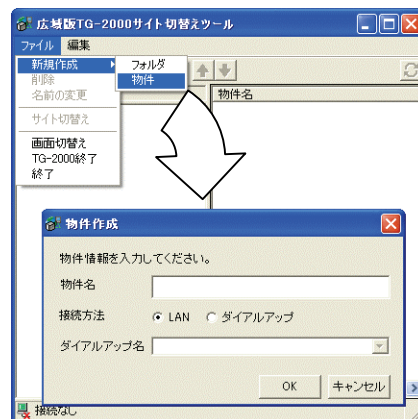 広域版TG-2000サイト切替えツール
ファイル 編集
新規作成 フォルダ
削除 物件
名前の変更 物件名
サイト切替え
画面切替え
TG-2000終了
終了
物件作成
物件情報を入力してください。
物件名
接続方法 LAN ダイアルアップ
ダイアルアップ名
OK キャンセル
接続なし